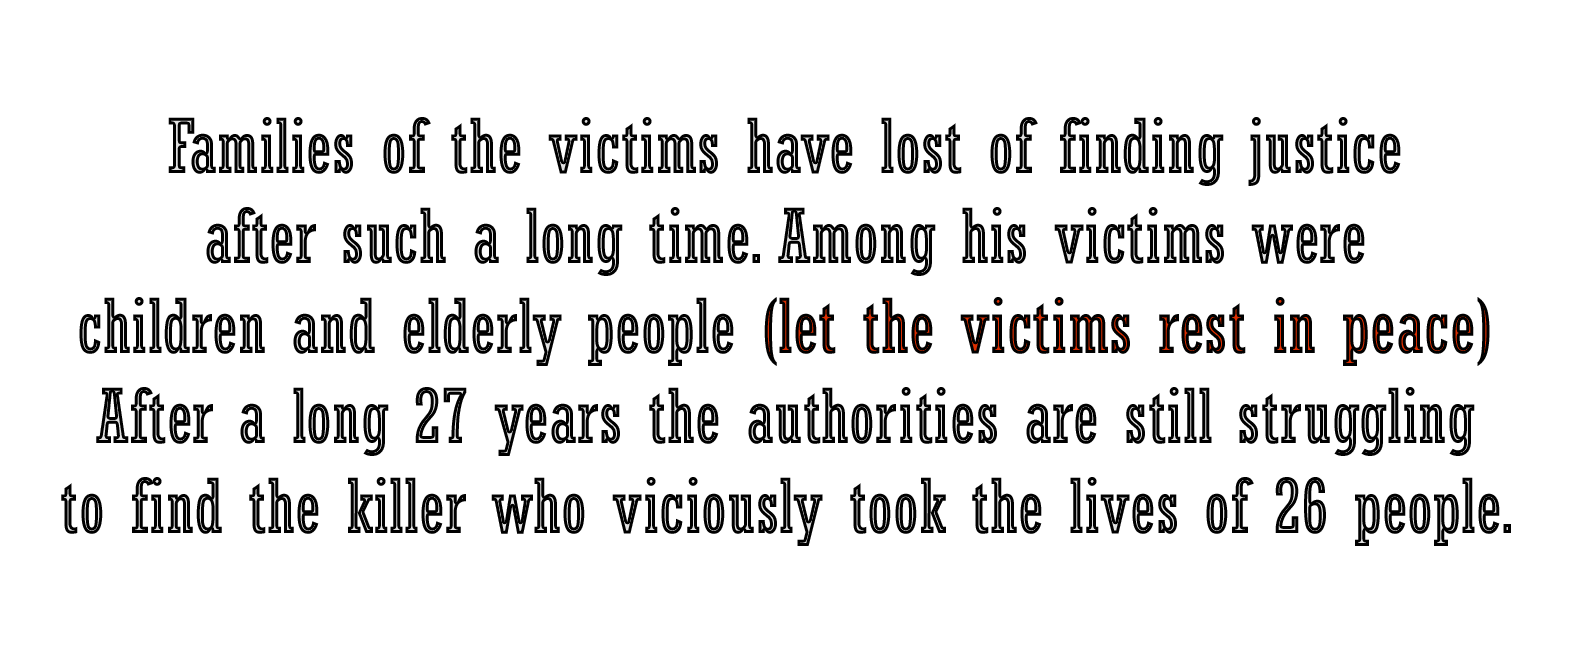 Families of the victims have lost of finding justice
after such a long time. Among his victims were
children and elderly people (let the victims rest in peace)
After a long 27 years the authorities are still struggling
to find the killer who viciously took the lives of 26 people.